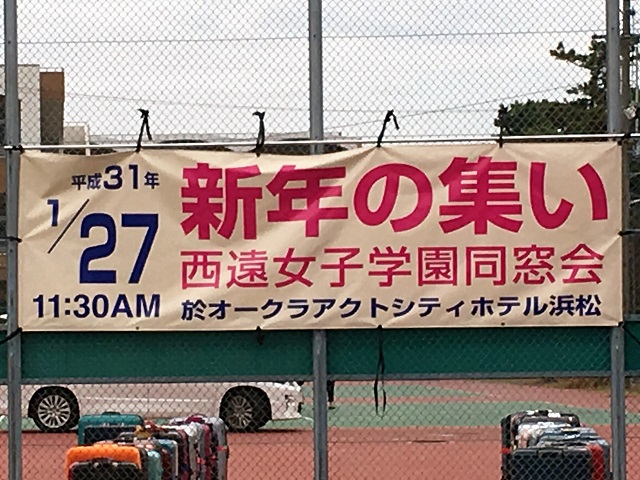 平成31年
1/27
11:30AM
新年の集い
西遠女子学園同窓会
於オークラアクトシティホテル浜松